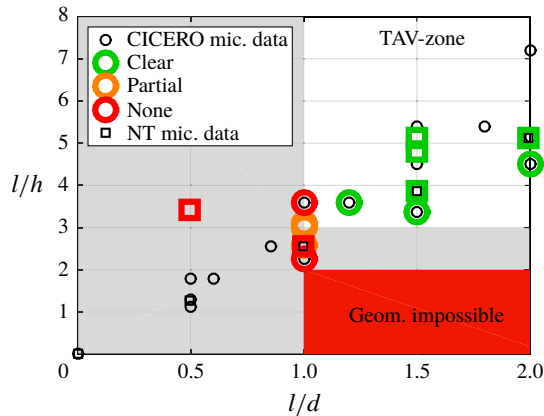 8
7
6
5
4
3
2
1
l/h
CICERO mic. data
Clear
Partial
None
NT mic. data
TAV-zone
Geom. impossible
0 0.5 1.0 1.5 2.0
l/d